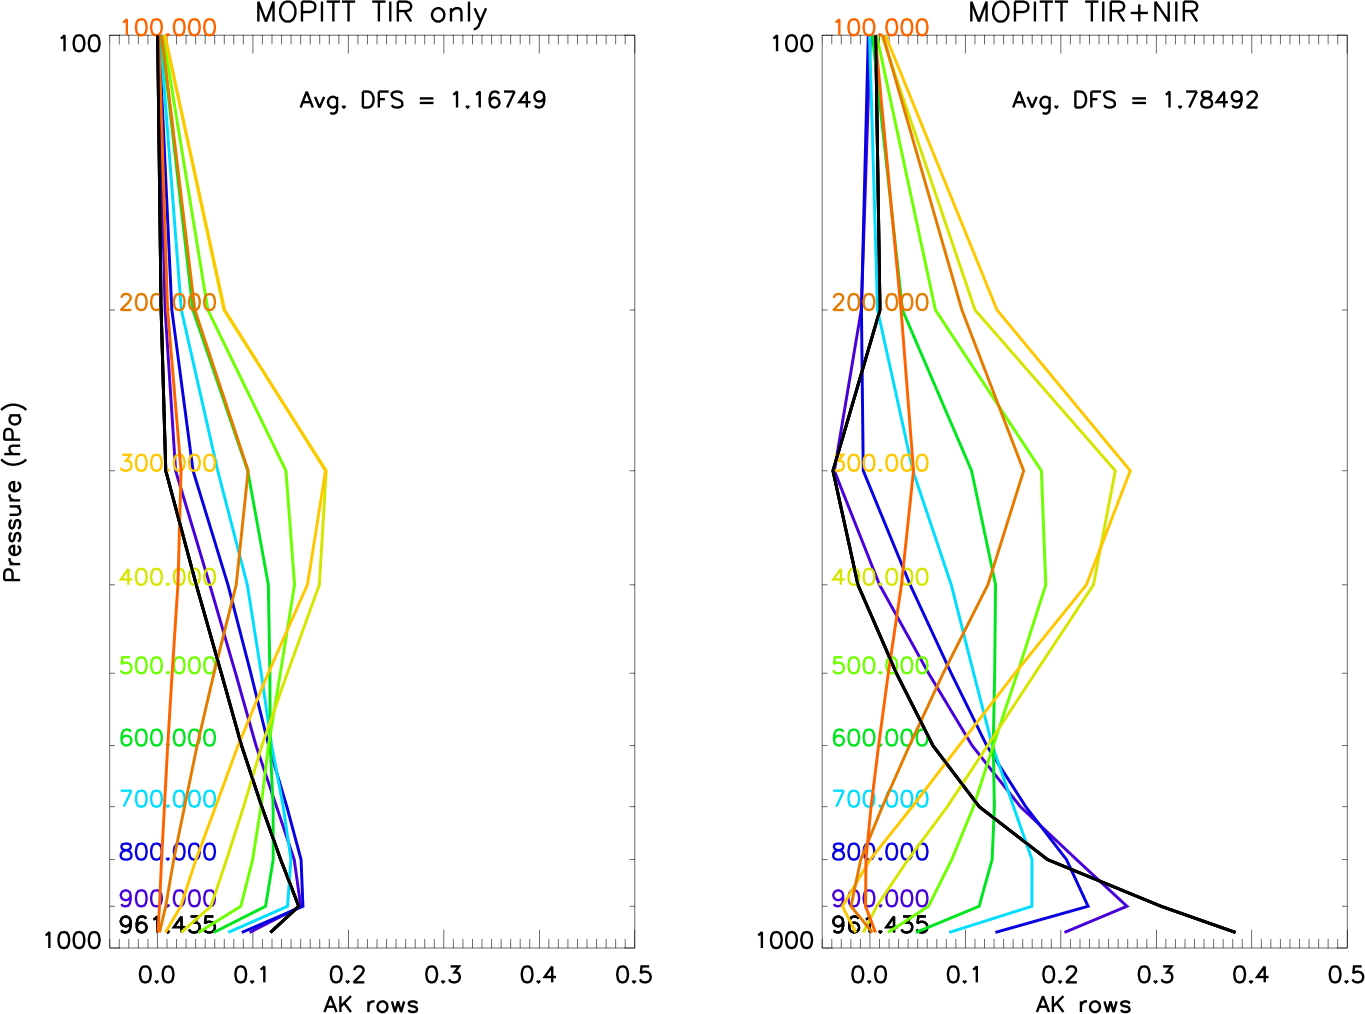 MOPITT TIR only
100.000
100
Avg. DFS = 1.16749
200.000
300.000
400.000
500.000
600.000
700.000
800.000
900.000
961.435
1000
0.0 0.1 0.2 0.3 0.4 0.5
AK rows
Pressure (hPa)
MOPITT TIR+NIR
100.000
100
Avg. DFS = 1.78492
200.000
300.000
400.000
500.000
600.000
700.000
800.000
900.000
961.435
1000
0.0 0.1 0.2 0.3 0.4 0.5
AK rows